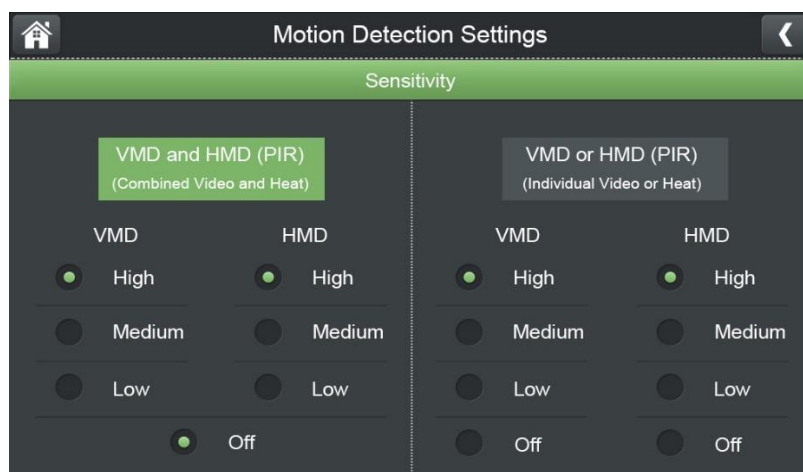 Motion Detection Settings
Sensitivity
VMD and HMD (PIR)
(Combined Video and Heat)
VMD HMD
High High
Medium Medium
Low Low
Off
VMD or HMD (PIR)
(Individual Video or Heat)
VMD HMD
High High
Medium Medium
Low Low
Off Off